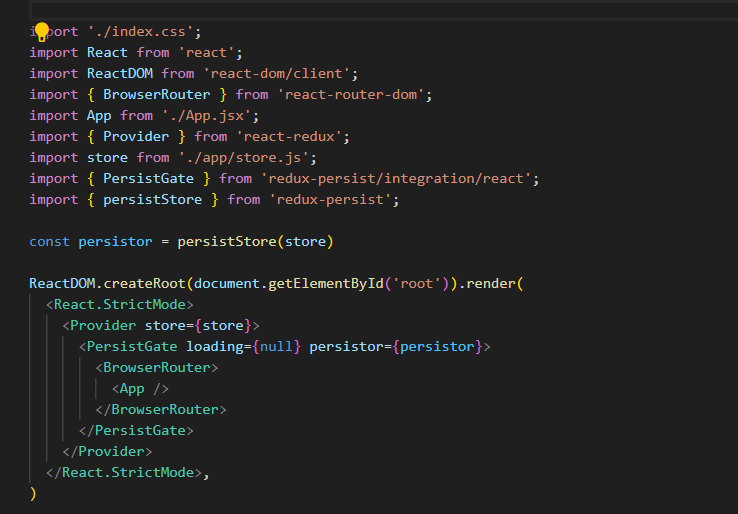 import './index.css';
import React from 'react';
import ReactDOM from 'react-dom/client';
import { BrowserRouter } from 'react-router-dom';
import App from './App.jsx';
import { Provider } from 'react-redux';
import store from './app/store.js';
import { PersistGate } from 'redux-persist/integration/react';
import { persistStore } from 'redux-persist';

const persistor = persistStore(store)

ReactDOM.createRoot(document.getElementById('root')).render(
  <React.StrictMode>
    <Provider store={store}>
      <PersistGate loading={null} persistor={persistor}>
        <BrowserRouter>
          <App />
        </BrowserRouter>
      </PersistGate>
    </Provider>
  </React.StrictMode>,
)